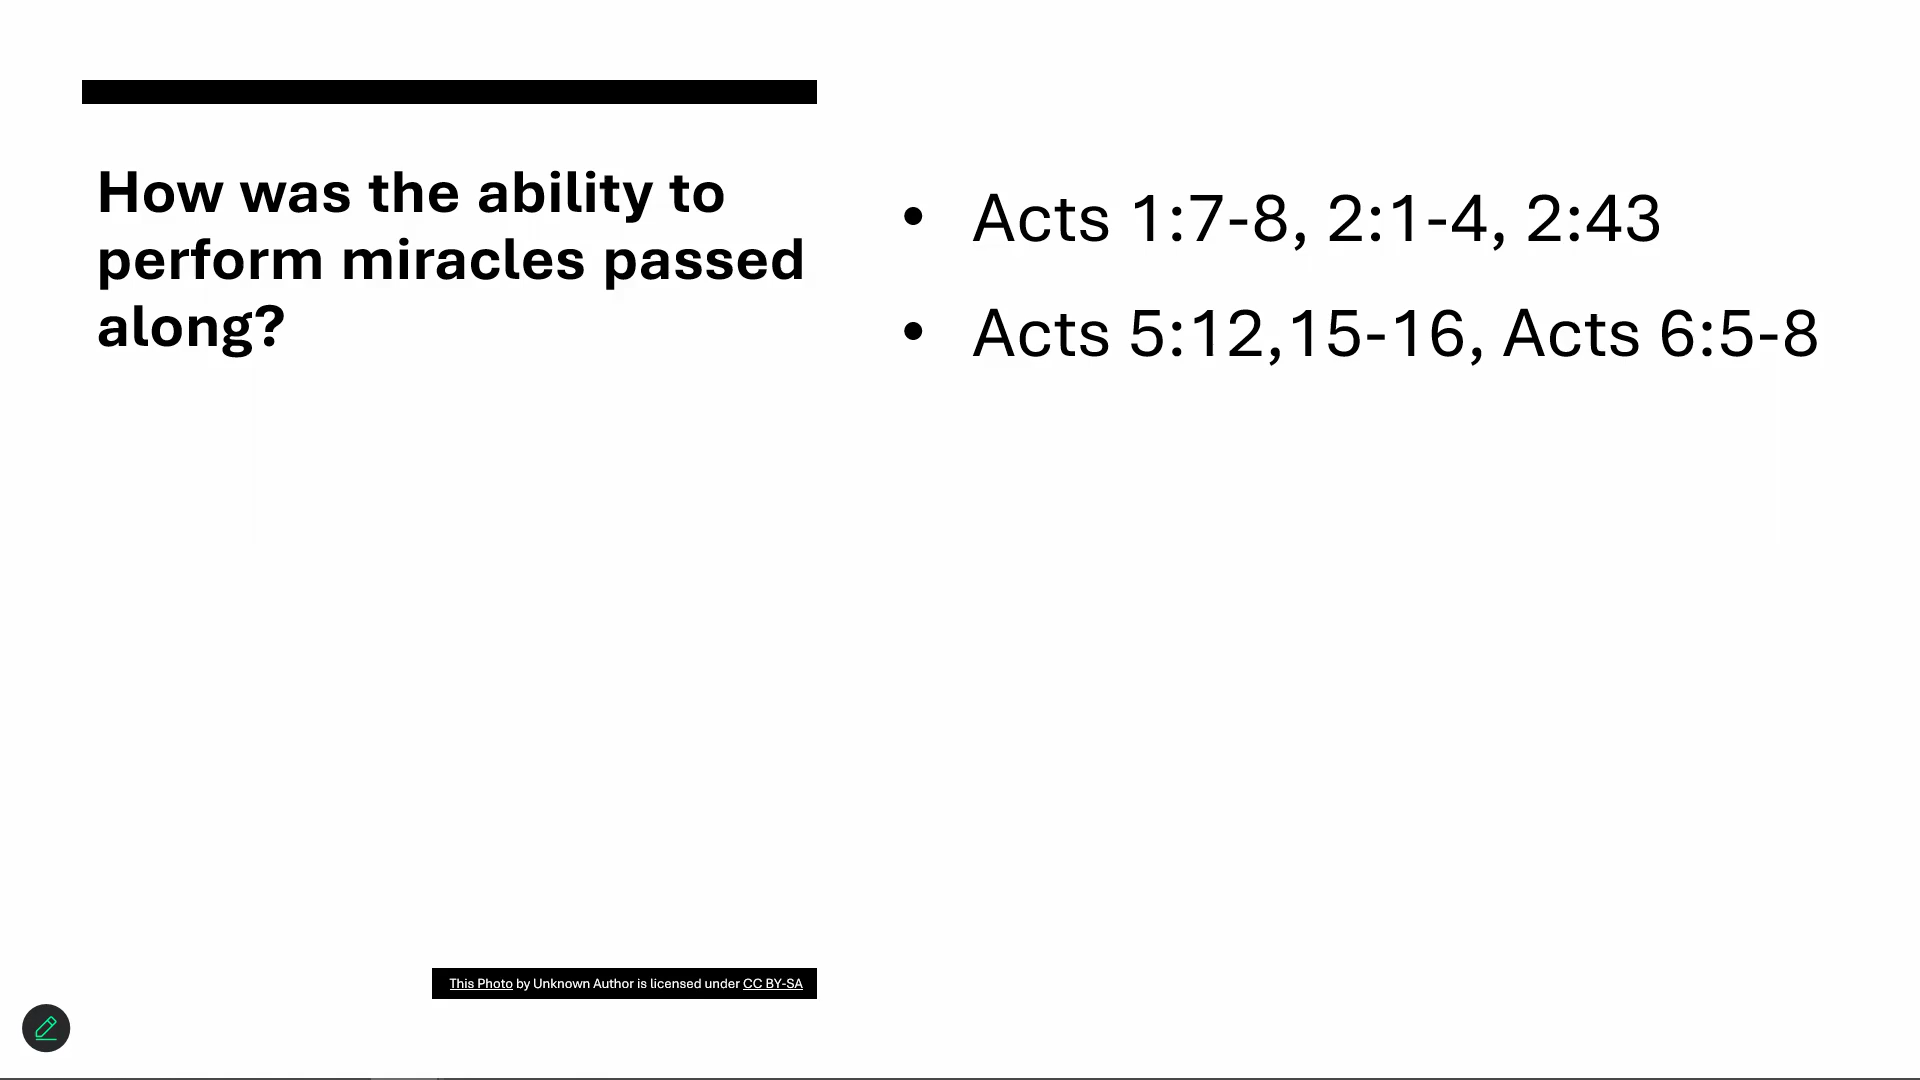 How was the ability to
perform miracles passed
along?
• Acts 1:7-8, 2:1-4, 2:43
• Acts 5:12,15-16, Acts 6:5-8
This Photo by Unknown Author is licensed under CC BY-SA